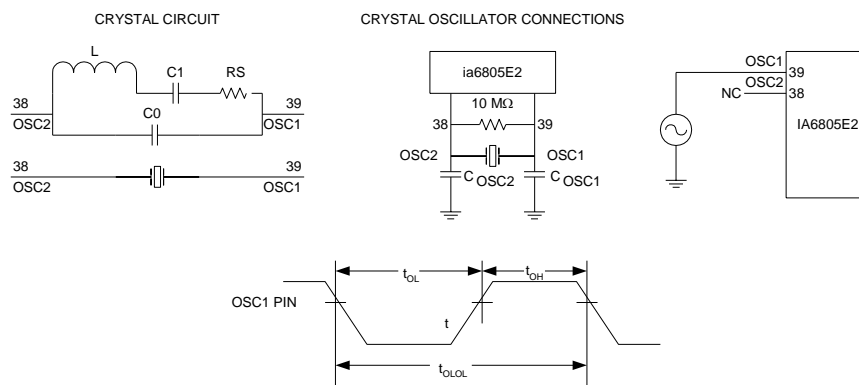 CRYSTAL CIRCUIT
L
C1
RS
38
OSC2
C0
39
OSC1
38
OSC2
39
OSC1
CRYSTAL OSCILLATOR CONNECTIONS
ia6805E2
10 MΩ
38
39
OSC2
OSC1
C OSC2
C OSC1
OSC1
39
OSC2
NC
38
IA6805E2
tOL
tOH
OSC1 PIN
t
tOLOL